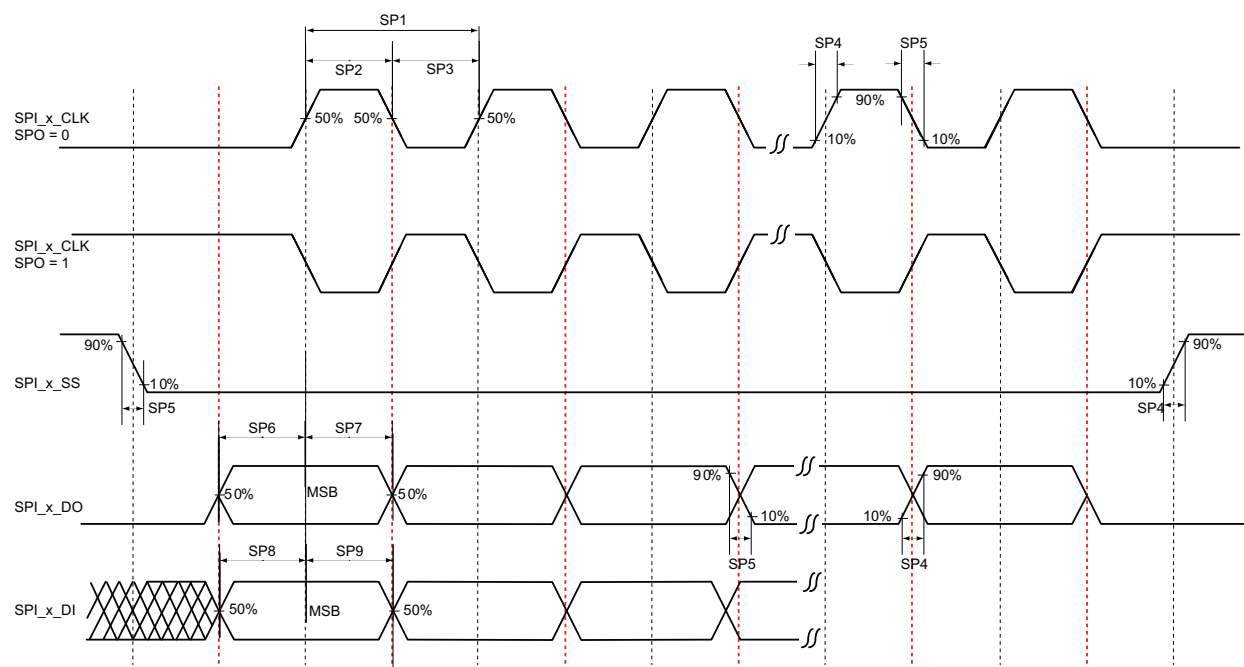 SP1
SP4 SP5
SP2 SP3
SPI_x_CLK
SPO = 0
50% 50% 50% 90%
10% 10%
SPI_x_CLK
SPO = 1
90% 90%
SPI_x_SS
10% 10%
SP5 SP4
SP6 SP7
90% 90%
50% MSB 50%
SPI_x_DO
10% 10%
SP8 SP9 SP5 SP4
SPI_x_DI
50% MSB 50%